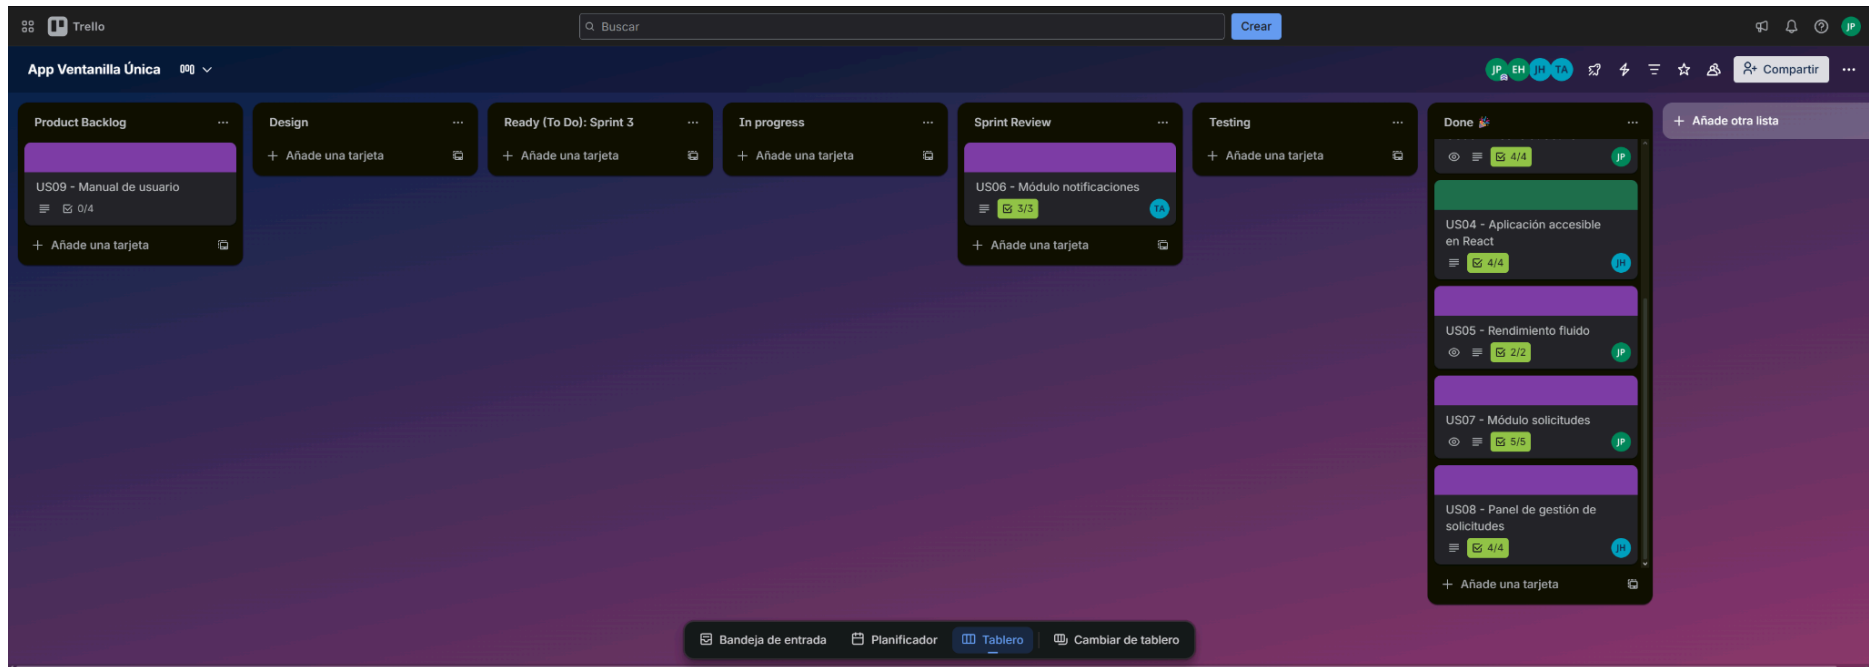 Trello
Buscar
Crear
JP
App Ventanilla Única
JP EH JH TA
Compartir
Product Backlog
US09 - Manual de usuario
0/4
+ Añade una tarjeta
Design
+ Añade una tarjeta
Ready (To Do): Sprint 3
+ Añade una tarjeta
In progress
+ Añade una tarjeta
Sprint Review
US06 - Módulo notificaciones
3/3
TA
+ Añade una tarjeta
Testing
+ Añade una tarjeta
Done 🎉
4/4
JP
US04 - Aplicación accesible
en React
4/4
JH
US05 - Rendimiento fluido
2/2
JP
US07 - Módulo solicitudes
5/5
JP
US08 - Panel de gestión de
solicitudes
4/4
JH
+ Añade una tarjeta
+ Añade otra lista
Bandeja de entrada
Planificador
Tablero
Cambiar de tablero